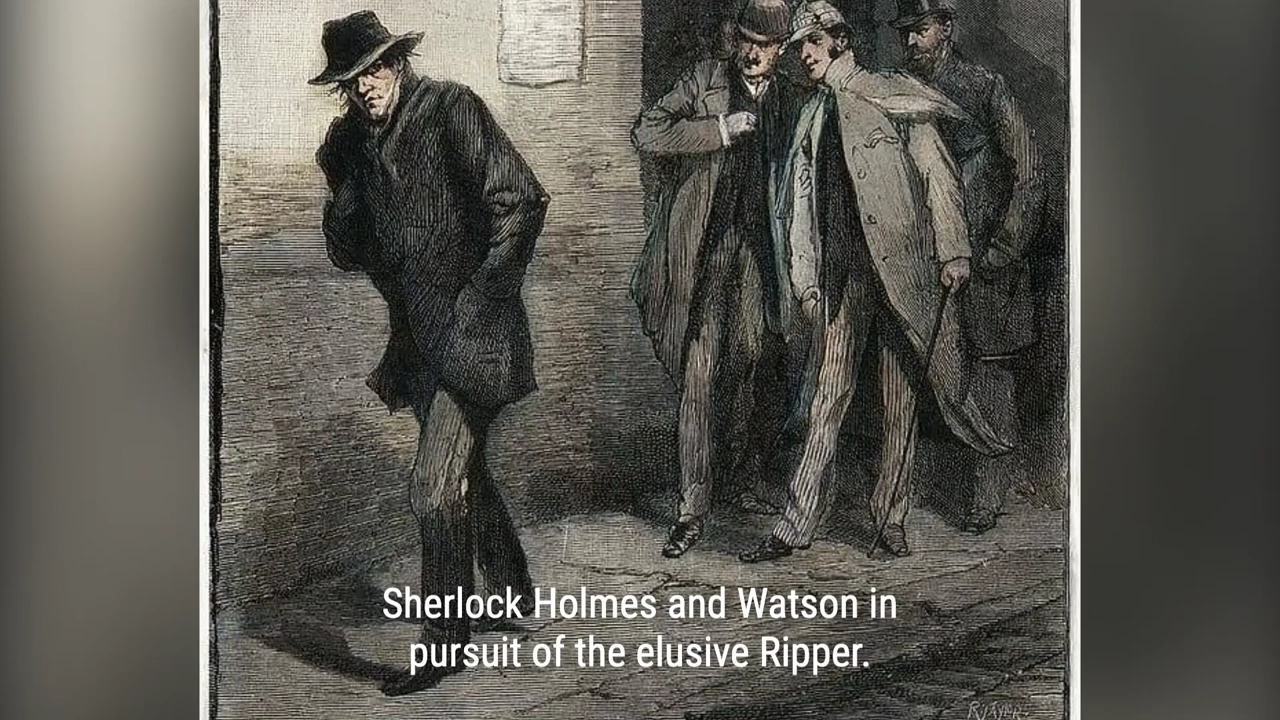 Sherlock Holmes and Watson in
pursuit of the elusive Ripper.